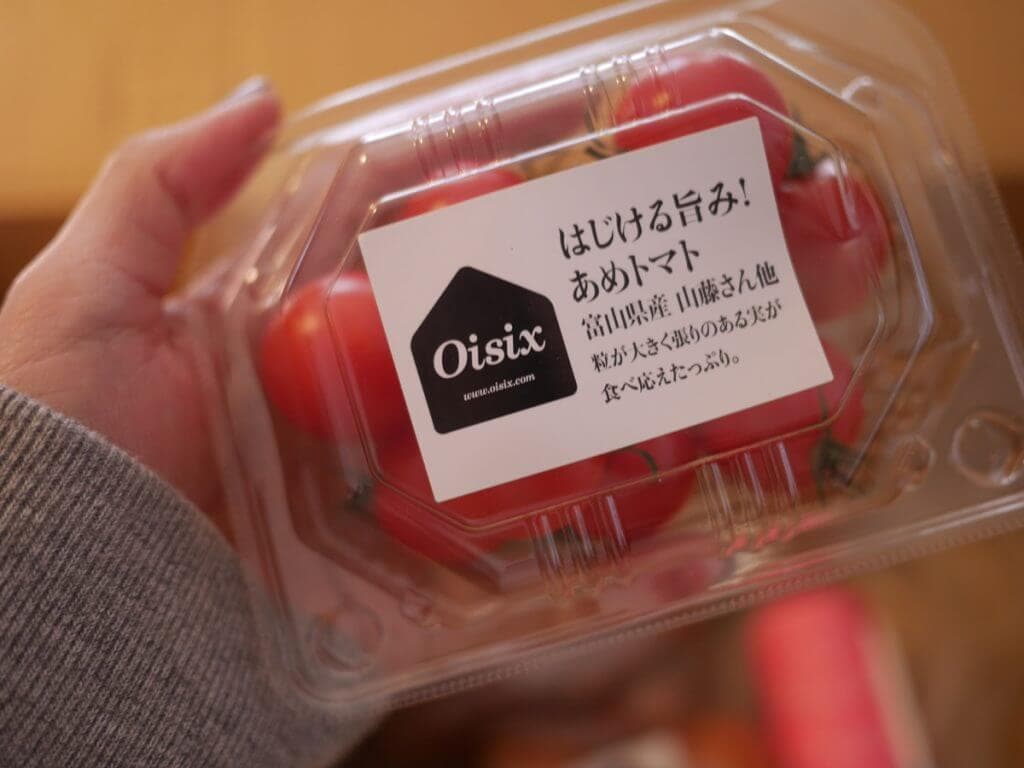 Oisix
www.oisix.com
はじける旨み!
あめトマト
富山県産 山藤さん他
粒が大きく張りのある実が
食べ応えたっぷり。